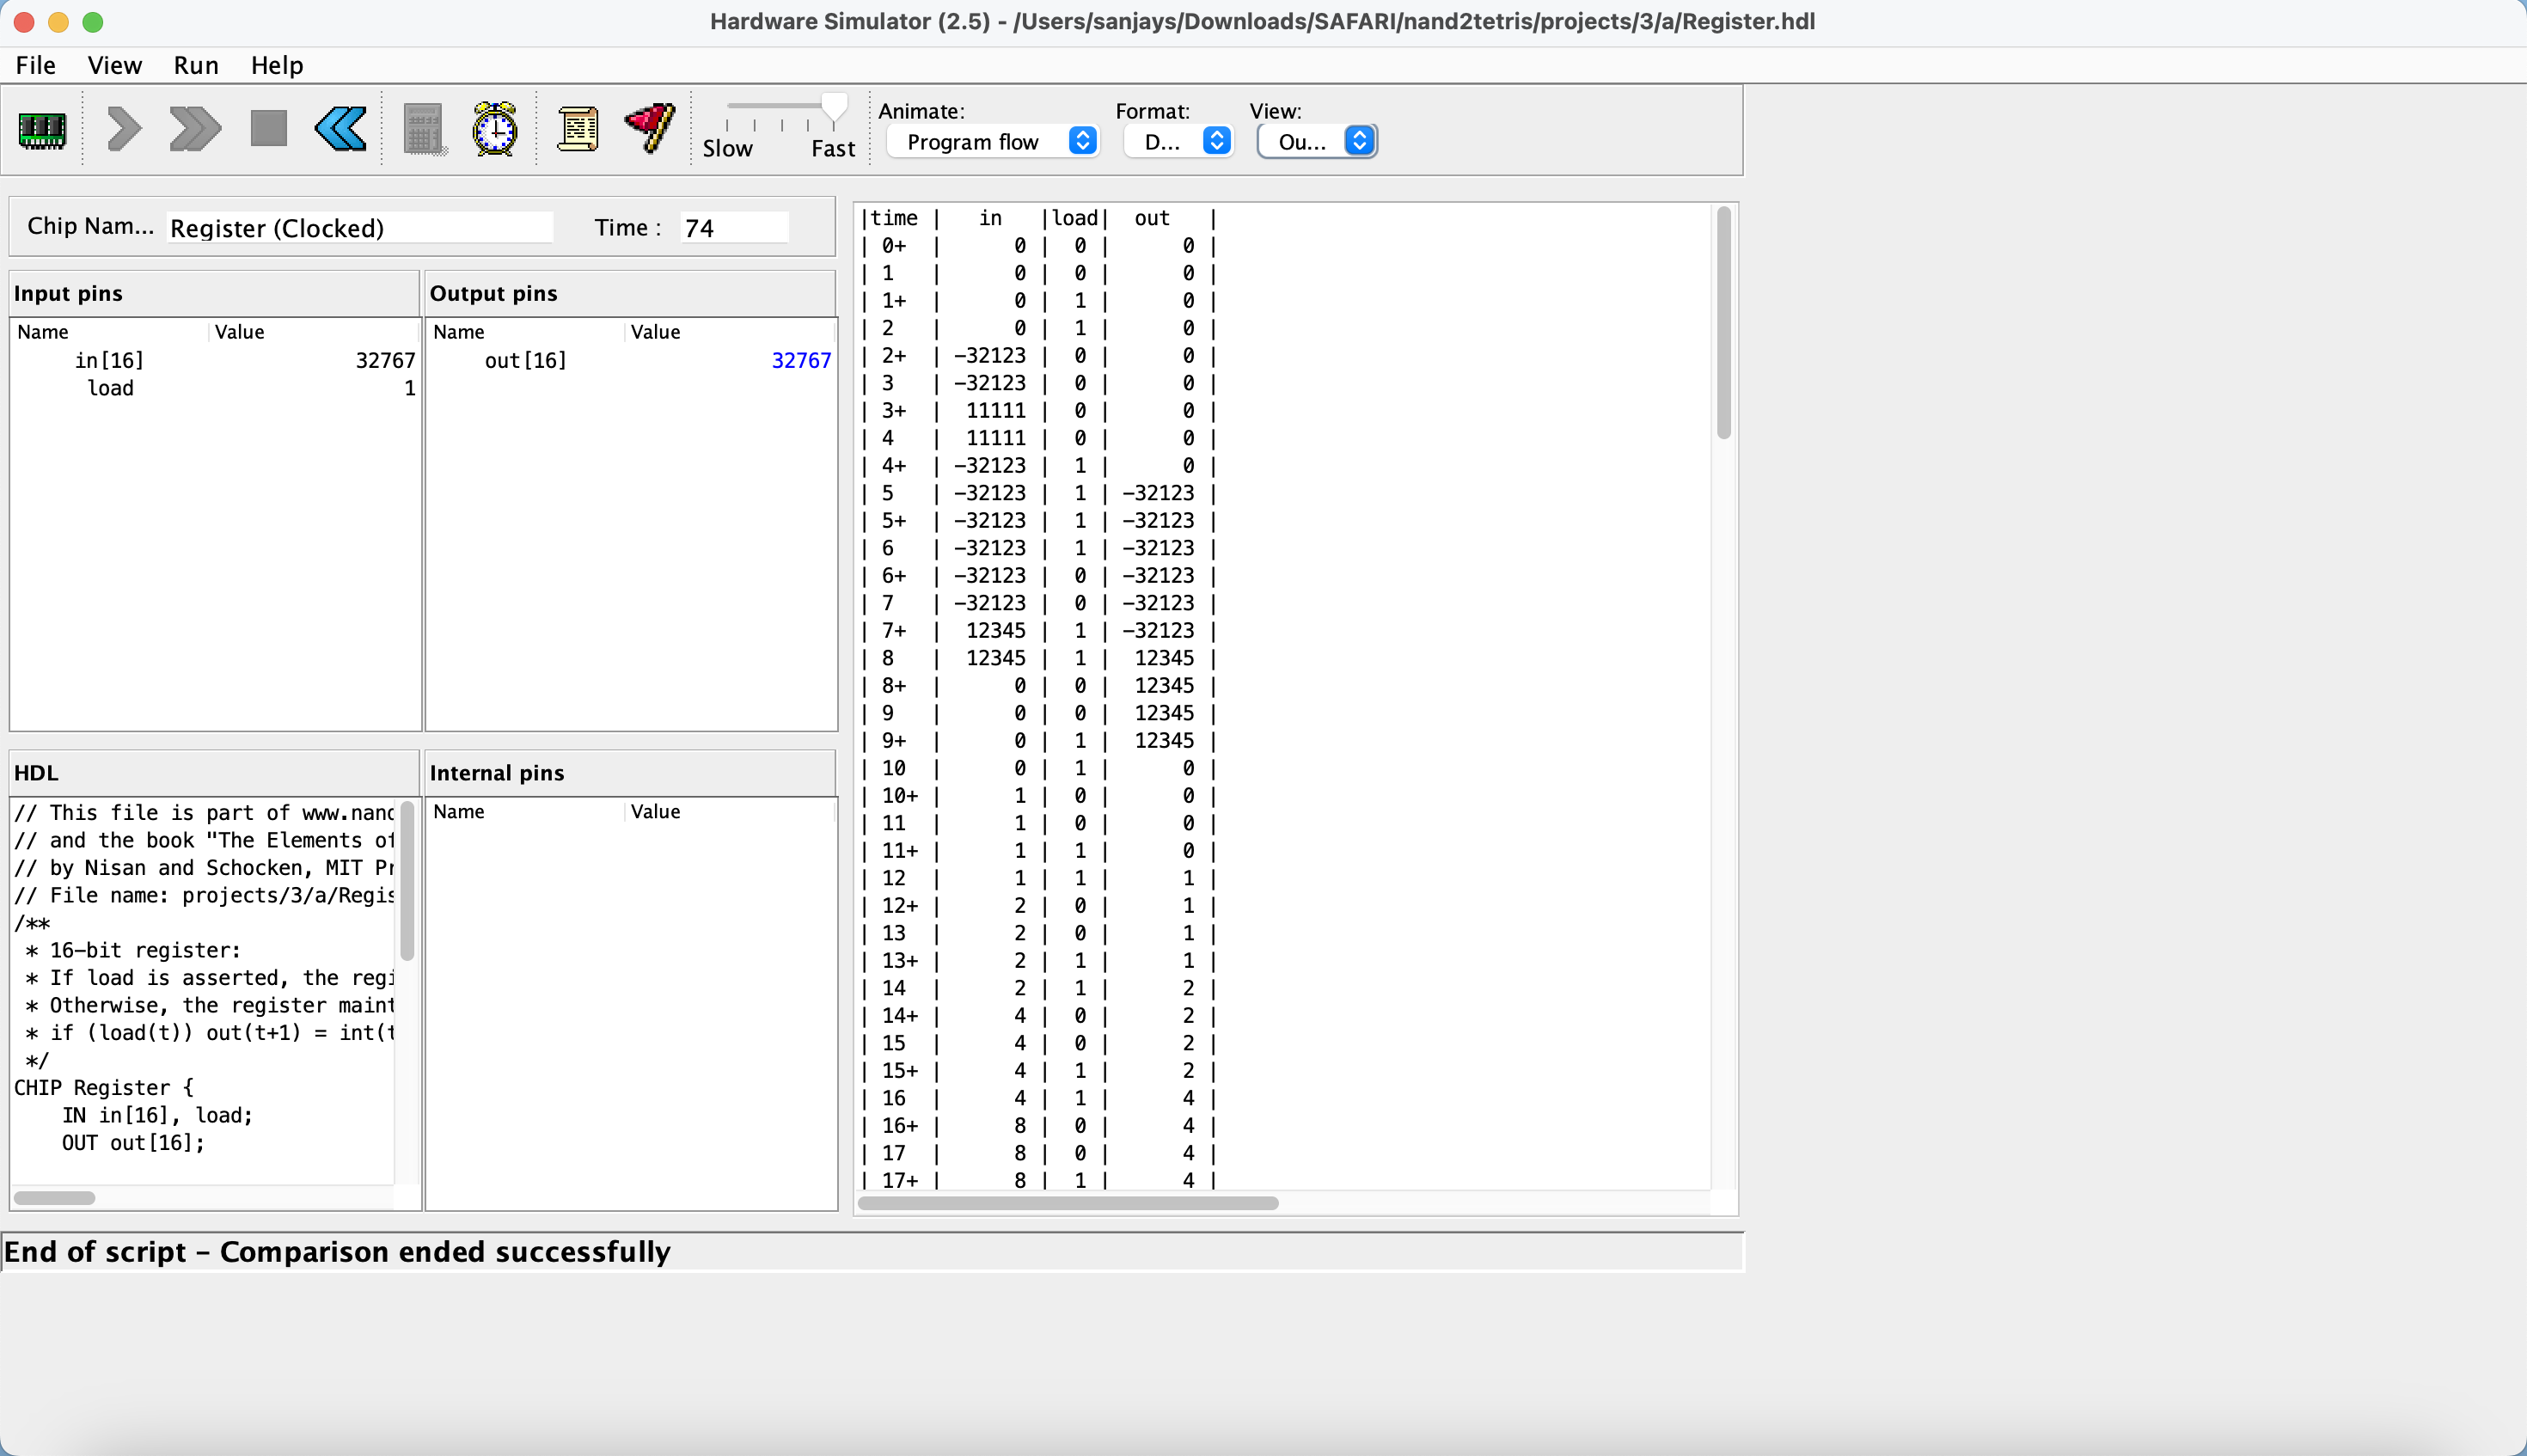 Hardware Simulator (2.5) - /Users/sanjays/Downloads/SAFARI/nand2tetris/projects/3/a/Register.hdl
File View Run Help
Slow Fast
Animate: Format: View:
Program flow D... Ou...
Chip Nam... Register (Clocked) Time : 74
Input pins
Name Value
in[16] 32767
load 1
Output pins
Name Value
out[16] 32767
HDL
// This file is part of www.nand
// and the book "The Elements of
// by Nisan and Schocken, MIT Pr
// File name: projects/3/a/Regis
/**
* 16-bit register:
* If load is asserted, the regi
* Otherwise, the register maint
* if (load(t)) out(t+1) = int(t
*/
CHIP Register {
IN in[16], load;
OUT out[16];
Internal pins
Name Value
|time | in |load| out |
| 0+ | 0 | 0 | 0 |
| 1 | 0 | 0 | 0 |
| 1+ | 0 | 1 | 0 |
| 2 | 0 | 1 | 0 |
| 2+ | -32123 | 0 | 0 |
| 3 | -32123 | 0 | 0 |
| 3+ | 11111 | 0 | 0 |
| 4 | 11111 | 0 | 0 |
| 4+ | -32123 | 1 | 0 |
| 5 | -32123 | 1 | -32123 |
| 5+ | -32123 | 1 | -32123 |
| 6 | -32123 | 1 | -32123 |
| 6+ | -32123 | 0 | -32123 |
| 7 | -32123 | 0 | -32123 |
| 7+ | 12345 | 1 | -32123 |
| 8 | 12345 | 1 | 12345 |
| 8+ | 0 | 0 | 12345 |
| 9 | 0 | 0 | 12345 |
| 9+ | 0 | 1 | 12345 |
| 10 | 0 | 1 | 0 |
| 10+ | 1 | 0 | 0 |
| 11 | 1 | 0 | 0 |
| 11+ | 1 | 1 | 0 |
| 12 | 1 | 1 | 1 |
| 12+ | 2 | 0 | 1 |
| 13 | 2 | 0 | 1 |
| 13+ | 2 | 1 | 1 |
| 14 | 2 | 1 | 2 |
| 14+ | 4 | 0 | 2 |
| 15 | 4 | 0 | 2 |
| 15+ | 4 | 1 | 2 |
| 16 | 4 | 1 | 4 |
| 16+ | 8 | 0 | 4 |
| 17 | 8 | 0 | 4 |
| 17+ | 8 | 1 | 4 |
End of script - Comparison ended successfully